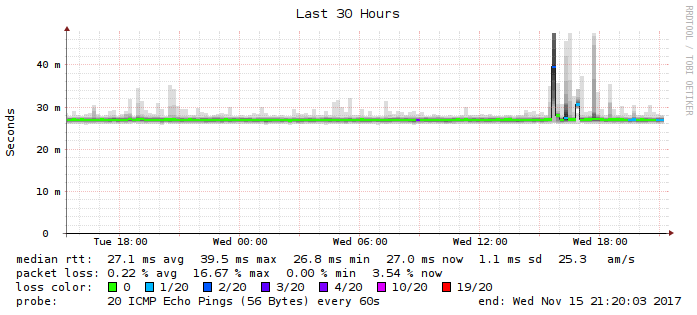 Last 30 Hours
RRDTOOL / TOBI OETIKER
Seconds
40 m
30 m
20 m
10 m
0
Tue 18:00 Wed 00:00 Wed 06:00 Wed 12:00 Wed 18:00
median rtt: 27.1 ms avg 39.5 ms max 26.8 ms min 27.0 ms now 1.1 ms sd 25.3 am/s
packet loss: 0.22 % avg 16.67 % max 0.00 % min 3.54 % now
loss color: 0 1/20 2/20 3/20 4/20 10/20 19/20
probe: 20 ICMP Echo Pings (56 Bytes) every 60s end: Wed Nov 15 21:20:03 2017